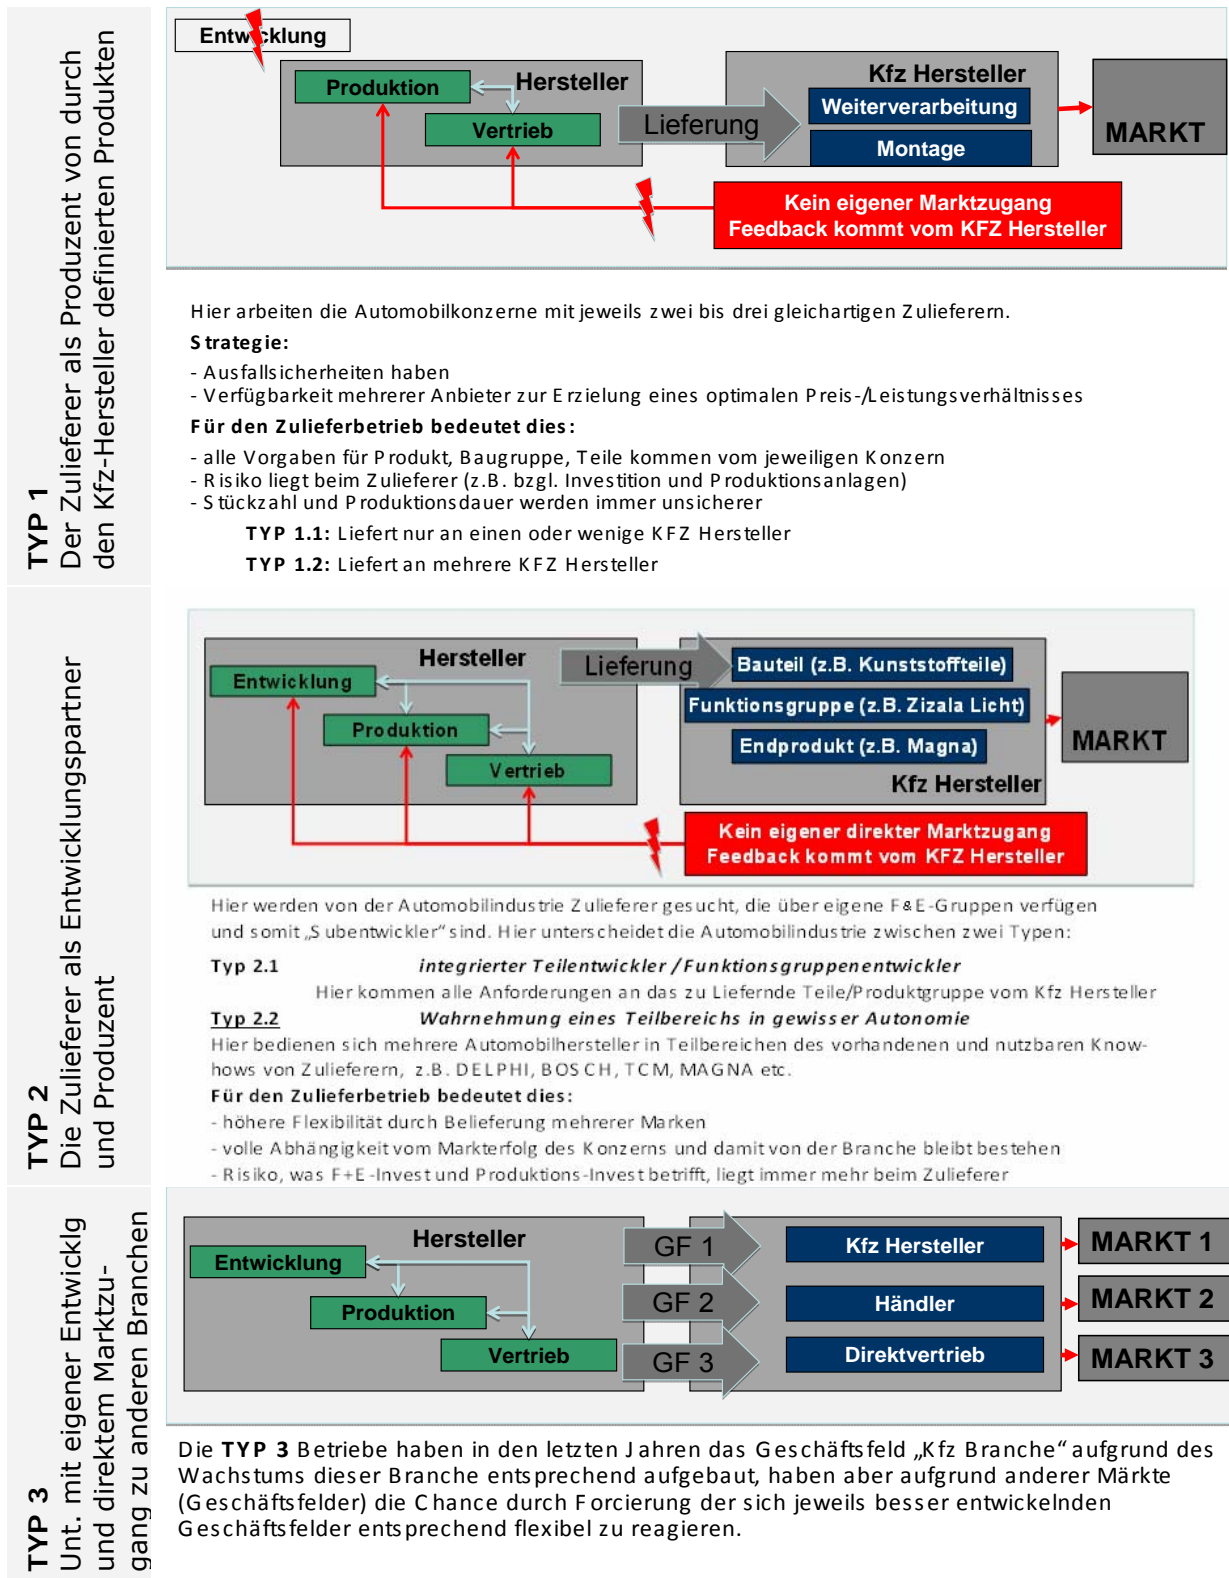 TYP 1
Der Zulieferer als Produzent von durch
den Kfz-Hersteller definierten Produkten
Entwicklung
Hersteller
Produktion
Vertrieb
Lieferung
Kfz Hersteller
Weiterverarbeitung
Montage
MARKT
Kein eigener Marktzugang
Feedback kommt vom KFZ Hersteller
Hier arbeiten die Automobilkonzerne mit jeweils zwei bis drei gleichartigen Zulieferern.
Strategie:
- Ausfallsicherheiten haben
- Verfügbarkeit mehrerer Anbieter zur Erzielung eines optimalen Preis-/Leistungsverhältnisses
Für den Zulieferbetrieb bedeutet dies:
- alle Vorgaben für Produkt, Baugruppe, Teile kommen vom jeweiligen Konzern
- Risiko liegt beim Zulieferer (z.B. bzgl. Investition und Produktionsanlagen)
- Stückzahl und Produktionsdauer werden immer unsicherer
TYP 1.1: Liefert nur an einen oder wenige KFZ Hersteller
TYP 1.2: Liefert an mehrere KFZ Hersteller
TYP 2
Die Zulieferer als Entwicklungspartner
und Produzent
Hersteller
Entwicklung
Produktion
Vertrieb
Lieferung
Bauteil (z.B. Kunststoffteile)
Funktionsgruppe (z.B. Zizala Licht)
Endprodukt (z.B. Magna)
Kfz Hersteller
MARKT
Kein eigener direkter Marktzugang
Feedback kommt vom KFZ Hersteller
Hier werden von der Automobilindustrie Zulieferer gesucht, die über eigene F&E-Gruppen verfügen
und somit „Subentwickler“ sind. Hier unterscheidet die Automobilindustrie zwischen zwei Typen:
Typ 2.1 integrierter Teilentwickler / Funktionsgruppenentwickler
Hier kommen alle Anforderungen an das zu Liefernde Teile/Produktgruppe vom Kfz Hersteller
Typ 2.2 Wahrnehmung eines Teilbereichs in gewisser Autonomie
Hier bedienen sich mehrere Automobilhersteller in Teilbereichen des vorhandenen und nutzbaren Know-
hows von Zulieferern, z.B. DELPHI, BOSCH, TCM, MAGNA etc.
Für den Zulieferbetrieb bedeutet dies:
- höhere Flexibilität durch Belieferung mehrerer Marken
- volle Abhängigkeit vom Markterfolg des Konzerns und damit von der Branche bleibt bestehen
- Risiko, was F+E-Invest und Produktions-Invest betrifft, liegt immer mehr beim Zulieferer
TYP 3
Unt. mit eigener Entwicklg
und direktem Marktzu-
gang zu anderen Branchen
Hersteller
Entwicklung
Produktion
Vertrieb
GF 1
GF 2
GF 3
Kfz Hersteller
Händler
Direktvertrieb
MARKT 1
MARKT 2
MARKT 3
Die TYP 3 Betriebe haben in den letzten Jahren das Geschäftsfeld „Kfz Branche“ aufgrund des
Wachstums dieser Branche entsprechend aufgebaut, haben aber aufgrund anderer Märkte
(Geschäftsfelder) die Chance durch Forcierung der sich jeweils besser entwickelnden
Geschäftsfelder entsprechend flexibel zu reagieren.